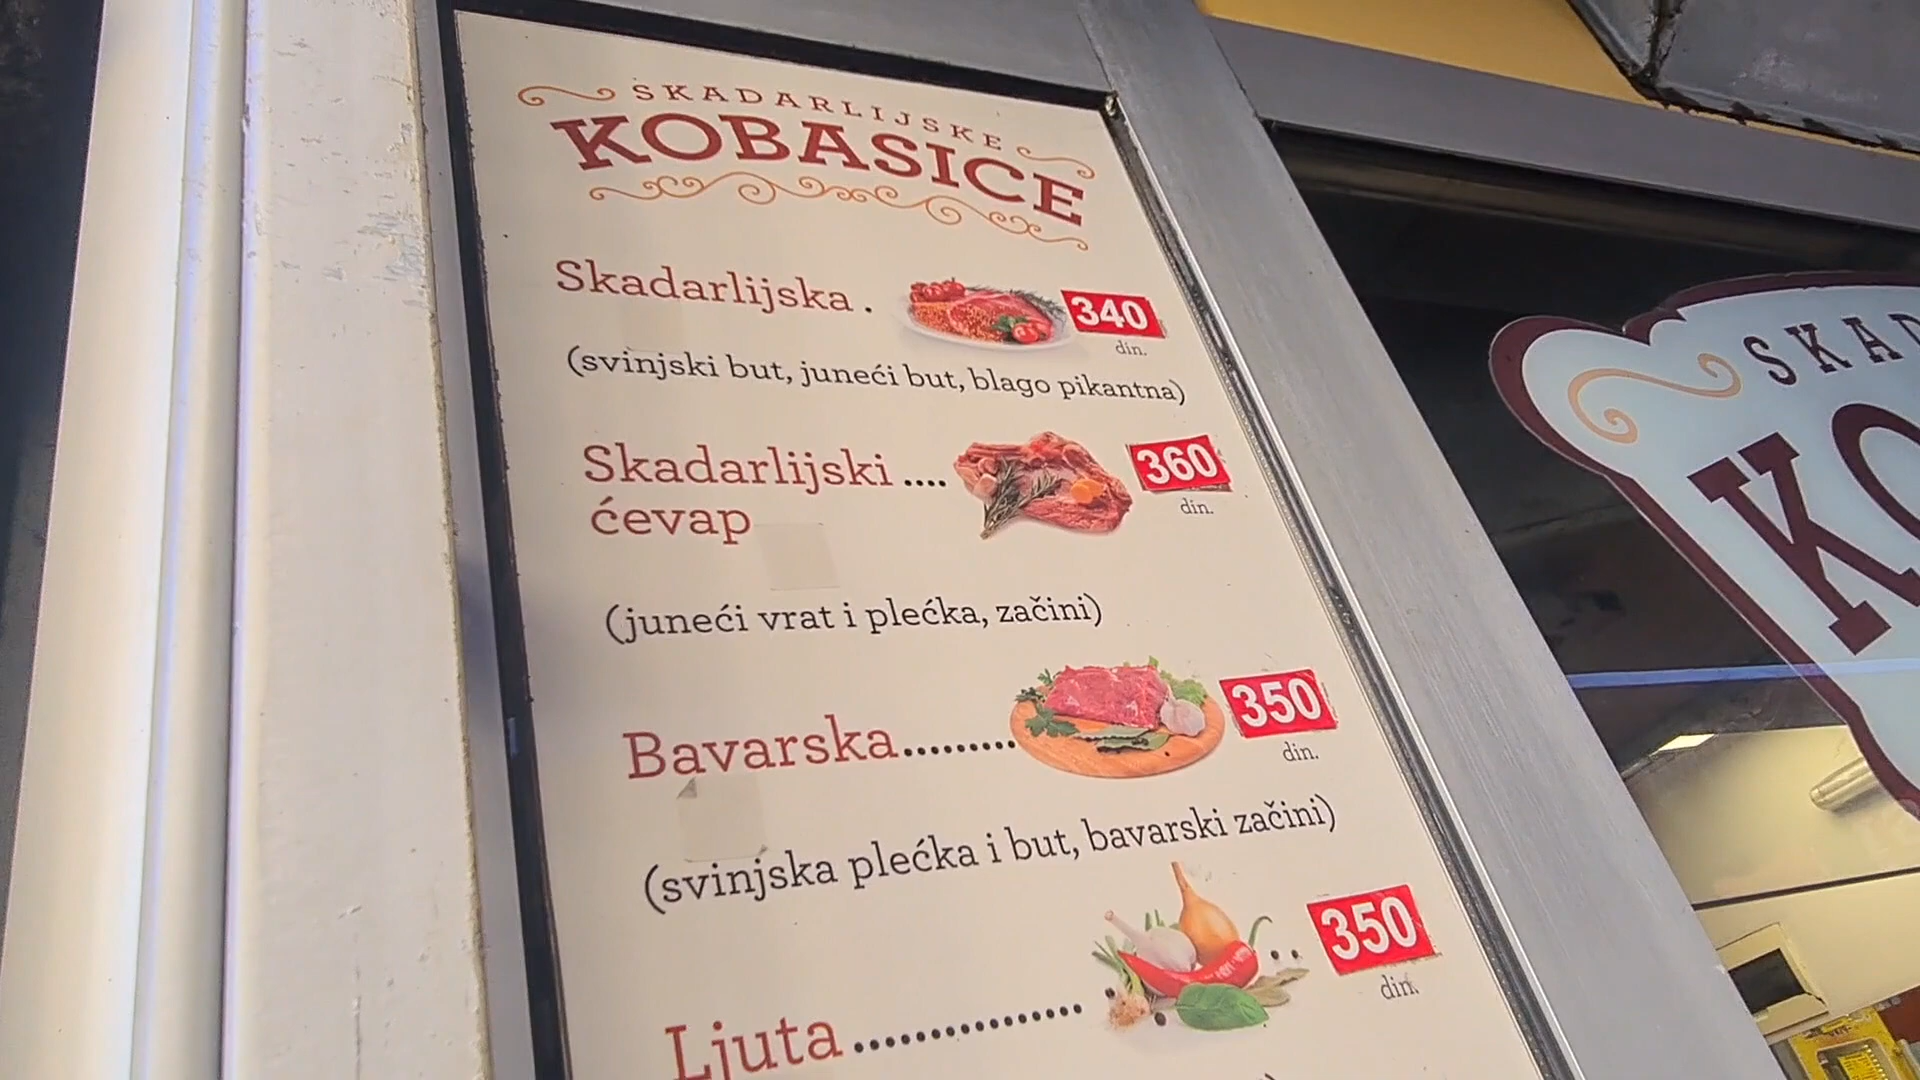 SKADARLIJSKE
KOBASICE
Skadarlijska . 340
din.
(svinjski but, juneći but, blago pikantna)
Skadarlijski .... 360
ćevap
din.
(juneći vrat i plećka, začini)
Bavarska......... 350
din.
(svinjska plećka i but, bavarski začini)
Ljuta ............... .. 350
din.
SKAD
KO